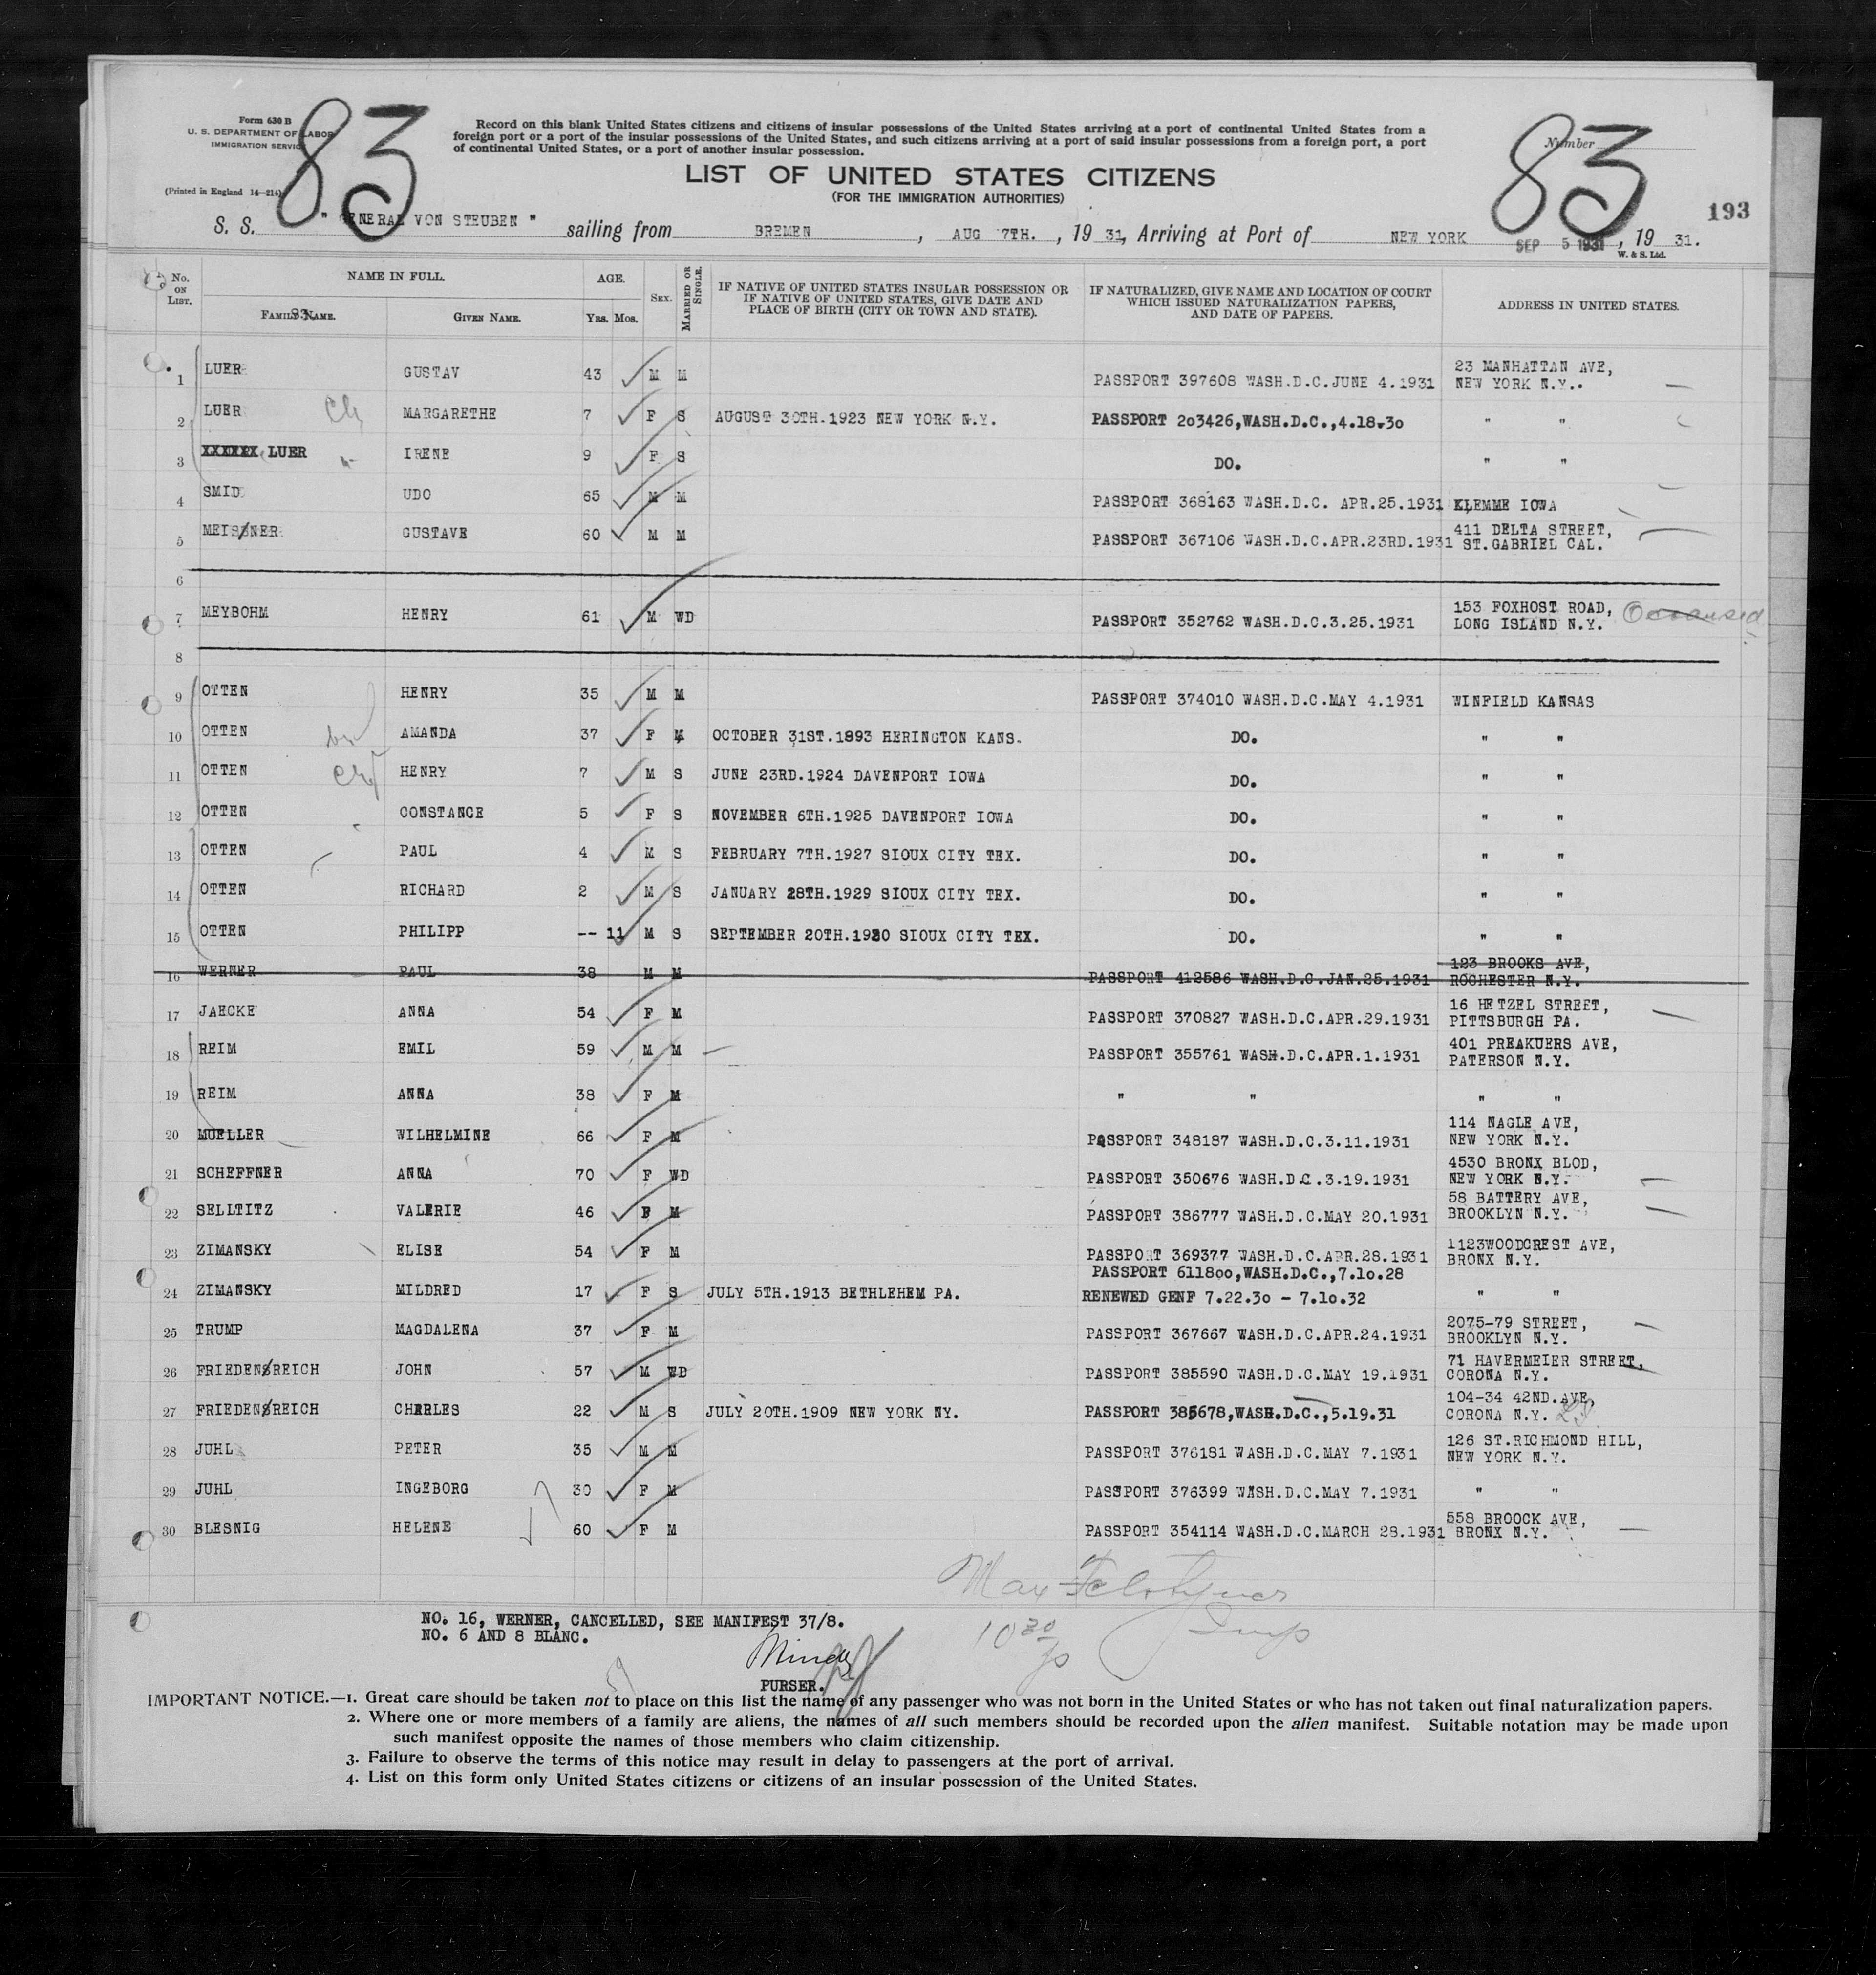 Form 630 B
U. S. DEPARTMENT OF LABOR
IMMIGRATION SERVICE
(Printed in England 14—214)
83
Record on this blank United States citizens and citizens of insular possessions of the United States arriving at a port of continental United States from a
foreign port or a port of the insular possessions of the United States, and such citizens arriving at a port of said insular possessions from a foreign port, a port
of continental United States, or a port of another insular possession.
Number
83
193
LIST OF UNITED STATES CITIZENS
(FOR THE IMMIGRATION AUTHORITIES)
S. S. " GENERAL VON STEUBEN " sailing from BREMEN , AUG 7TH. , 19 31, Arriving at Port of NEW YORK SEP 5 1931 , 19 31.
W. & S. Ltd.
No. ON LIST. NAME IN FULL. AGE. SEX. MARRIED OR SINGLE. IF NATIVE OF UNITED STATES INSULAR POSSESSION OR IF NATIVE OF UNITED STATES, GIVE DATE AND PLACE OF BIRTH (CITY OR TOWN AND STATE). IF NATURALIZED, GIVE NAME AND LOCATION OF COURT WHICH ISSUED NATURALIZATION PAPERS, AND DATE OF PAPERS. ADDRESS IN UNITED STATES.
FAMILY NAME. GIVEN NAME. Yrs. Mos.
1 LUER GUSTAV 43 M M PASSPORT 397608 WASH.D.C.JUNE 4.1931 23 MANHATTAN AVE, NEW YORK N.Y..
2 LUER Ch MARGARETHE 7 F S AUGUST 30TH.1923 NEW YORK N.Y. PASSPORT 203426,WASH.D.C.,4.18.30 " "
3 XXXXXX LUER IRENE 9 F S DO. " "
4 SMID UDO 65 M M PASSPORT 368163 WASH.D.C. APR.25.1931 KLEMME IOWA
5 MEISSNER GUSTAVE 60 M M PASSPORT 367106 WASH.D.C.APR.23RD.1931 411 DELTA STREET, ST.GABRIEL CAL.
6
7 MEYBOHM HENRY 61 M WD PASSPORT 352762 WASH.D.C.3.25.1931 153 FOXHOST ROAD, LONG ISLAND N.Y.
8
9 OTTEN HENRY 35 M M PASSPORT 374010 WASH.D.C.MAY 4.1931 WINFIELD KANSAS
10 OTTEN AMANDA 37 F M OCTOBER 31ST.1893 HERINGTON KANS. DO. " "
11 OTTEN Ch HENRY 7 M S JUNE 23RD.1924 DAVENPORT IOWA DO. " "
12 OTTEN CONSTANCE 5 F S NOVEMBER 6TH.1925 DAVENPORT IOWA DO. " "
13 OTTEN PAUL 4 M S FEBRUARY 7TH.1927 SIOUX CITY TEX. DO. " "
14 OTTEN RICHARD 2 M S JANUARY 28TH.1929 SIOUX CITY TEX. DO. " "
15 OTTEN PHILIPP -- 11 M S SEPTEMBER 20TH.1930 SIOUX CITY TEX. DO. " "
16 WERNER PAUL 38 M M PASSPORT 412586 WASH.D.C.JAN.25.1931 123 BROOKS AVE, ROCHESTER N.Y.
17 JAECKE ANNA 54 F M PASSPORT 370827 WASH.D.C.APR.29.1931 16 HETZEL STREET, PITTSBURGH PA.
18 REIM EMIL 59 M M PASSPORT 355761 WASH.D.C.APR.1.1931 401 PREAKUERS AVE, PATERSON N.Y.
19 REIM ANNA 38 F M " " " "
20 MUELLER WILHELMINE 66 F M PASSPORT 348187 WASH.D.C.3.11.1931 114 NAGLE AVE, NEW YORK N.Y.
21 SCHEFFNER ANNA 70 F WD PASSPORT 350676 WASH.D.C.3.19.1931 4530 BRONX BLOD, NEW YORK N.Y.
22 SELLTITZ VALERIE 46 F M PASSPORT 386777 WASH.D.C.MAY 20.1931 58 BATTERY AVE, BROOKLYN N.Y.
23 ZIMANSKY ELISE 54 F M PASSPORT 369377 WASH.D.C.APR.28.1931 1123WOODCREST AVE, BRONX N.Y.
24 ZIMANSKY MILDRED 17 F S JULY 5TH.1913 BETHLEHEM PA. PASSPORT 611800,WASH.D.C.,7.10.28 RENEWED GENF 7.22.30 - 7.10.32 " "
25 TRUMP MAGDALENA 37 F M PASSPORT 367667 WASH.D.C.APR.24.1931 2075-79 STREET, BROOKLYN N.Y.
26 FRIEDENSREICH JOHN 57 M WD PASSPORT 385590 WASH.D.C.MAY 19.1931 71 HAVERMEIER STREET, CORONA N.Y.
27 FRIEDENSREICH CHARLES 22 M S JULY 20TH.1909 NEW YORK NY. PASSPORT 385678,WASH.D.C.,5.19.31 104-34 42ND.AVE, CORONA N.Y.
28 JUHL PETER 35 M M PASSPORT 376181 WASH.D.C.MAY 7.1931 126 ST.RICHMOND HILL, NEW YORK N.Y.
29 JUHL INGEBORG 30 F M PASSPORT 376399 WASH.D.C.MAY 7.1931 " "
30 BLESNIG HELENE 60 F M PASSPORT 354114 WASH.D.C.MARCH 28.1931 558 BROOCK AVE, BRONX N.Y.
Max
Insp
NO. 16, WERNER, CANCELLED, SEE MANIFEST 37/8.
NO. 6 AND 8 BLANC.
PURSER.
IMPORTANT NOTICE.—1. Great care should be taken not to place on this list the name of any passenger who was not born in the United States or who has not taken out final naturalization papers.
2. Where one or more members of a family are aliens, the names of all such members should be recorded upon the alien manifest. Suitable notation may be made upon
such manifest opposite the names of those members who claim citizenship.
3. Failure to observe the terms of this notice may result in delay to passengers at the port of arrival.
4. List on this form only United States citizens or citizens of an insular possession of the United States.